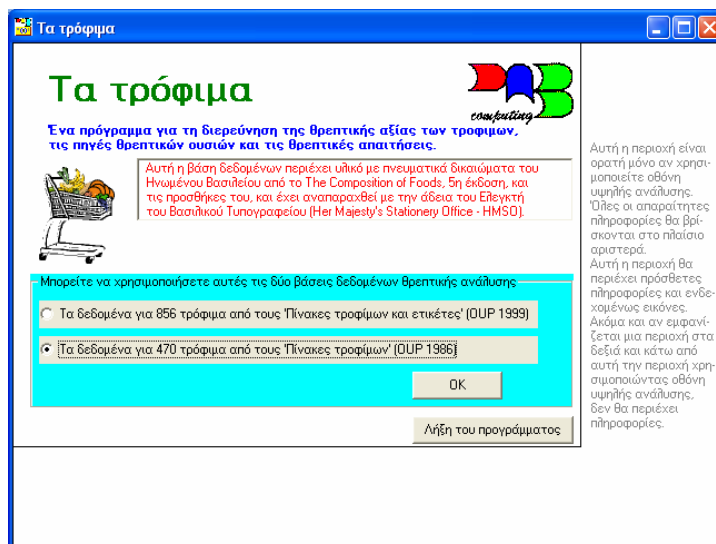 Τα τρόφιμα
Τα τρόφιμα
computing
Ένα πρόγραμμα για τη διερεύνηση της θρεπτικής αξίας των τροφιμων,
τις πηγές θρεπτικών ουσιών και τις θρεπτικές απαιτήσεις.
Αυτή η βάση δεδομένων περιέχει υλικό με πνευματικά δικαιώματα του
Ηνωμένου Βασιλείου από το The Composition of Foods, 5η έκδοση, και
τις προσθήκες του, και έχει αναπαραχθεί με την άδεια του Ελεγκτή
του Βασιλικού Τυπογραφείου (Her Majesty's Stationery Office - HMSO).
Μπορείτε να χρησιμοποιήσετε αυτές τις δύο βάσεις δεδομένων θρεπτικής ανάλυσης
Τα δεδομένα για 856 τρόφιμα από τους 'Πίνακες τροφίμων και ετικέτες' (OUP 1999)
Τα δεδομένα για 470 τρόφιμα από τους 'Πίνακες τροφίμων' (OUP 1986)
OK
Λήξη του προγράμματος
Αυτή η περιοχή είναι
ορατή μόνο αν χρησι-
μοποιείτε οθόνη
υψηλής ανάλυσης.
Όλες οι απαραίτητες
πληροφορίες θα βρί-
σκονται στο πλαίσιο
αριστερά.
Αυτή η περιοχή θα
περιέχει πρόσθετες
πληροφορίες και ενδε-
χομένως εικόνες.
Ακόμα και αν εμφανί-
ζεται μια περιοχή στα
δεξιά και κάτω από
αυτή την περιοχή χρη-
σιμοποιώντας οθόνη
υψηλής ανάλυσης,
δεν θα περιέχει
πληροφορίες.